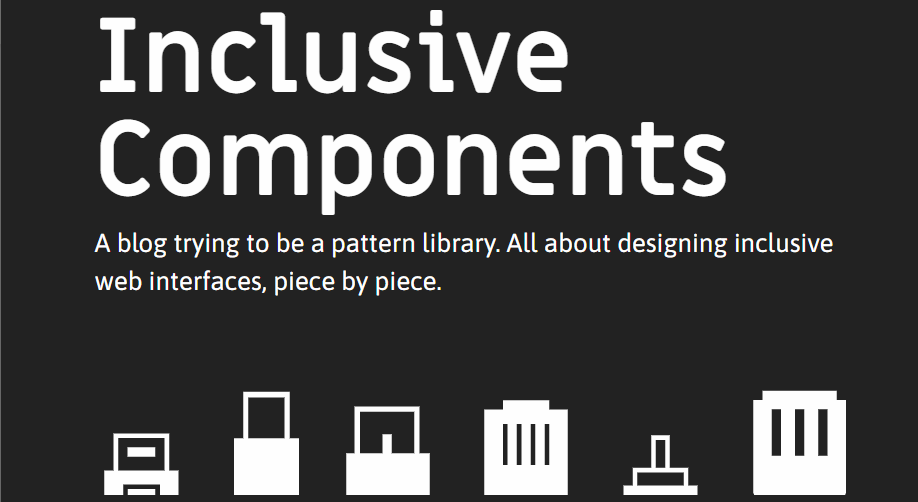 Inclusive
Components
A blog trying to be a pattern library. All about designing inclusive
web interfaces, piece by piece.